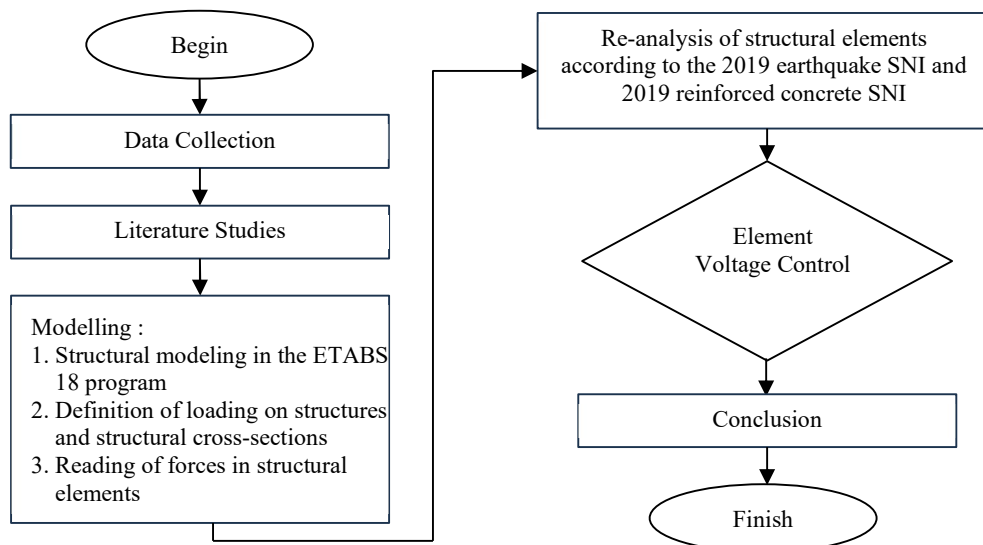 Begin
Data Collection
Literature Studies
Modelling :
1. Structural modeling in the ETABS
18 program
2. Definition of loading on structures
and structural cross-sections
3. Reading of forces in structural
elements
Re-analysis of structural elements
according to the 2019 earthquake SNI and
2019 reinforced concrete SNI
Element
Voltage Control
Conclusion
Finish